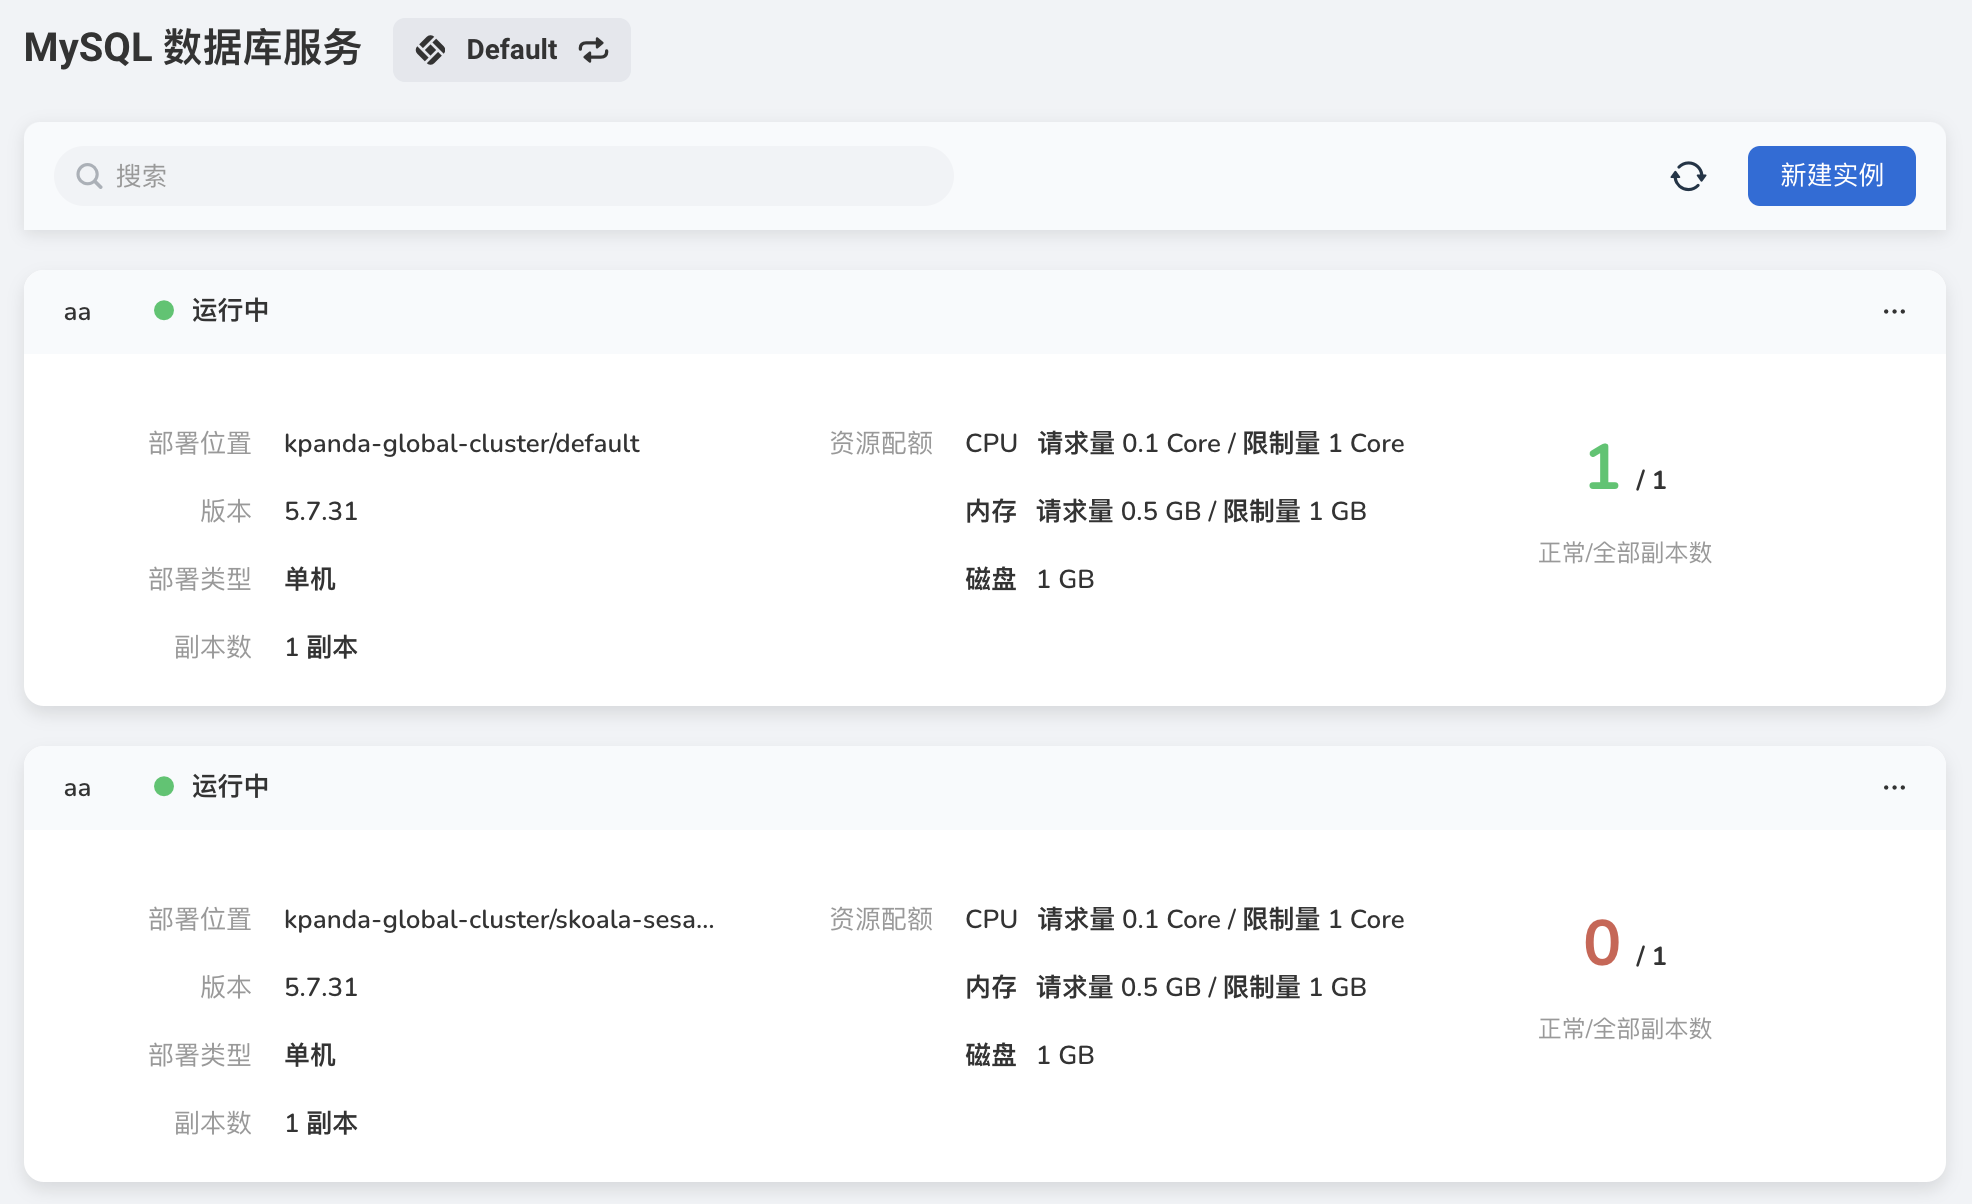 MySQL 数据库服务 Default
搜索 新建实例
aa 运行中 ...
部署位置 kpanda-global-cluster/default 资源配额 CPU 请求量 0.1 Core / 限制量 1 Core
1 / 1
版本 5.7.31 内存 请求量 0.5 GB / 限制量 1 GB
正常/全部副本数
部署类型 单机 磁盘 1 GB
副本数 1 副本
aa 运行中 ...
部署位置 kpanda-global-cluster/skoala-sesa... 资源配额 CPU 请求量 0.1 Core / 限制量 1 Core
0 / 1
版本 5.7.31 内存 请求量 0.5 GB / 限制量 1 GB
正常/全部副本数
部署类型 单机 磁盘 1 GB
副本数 1 副本